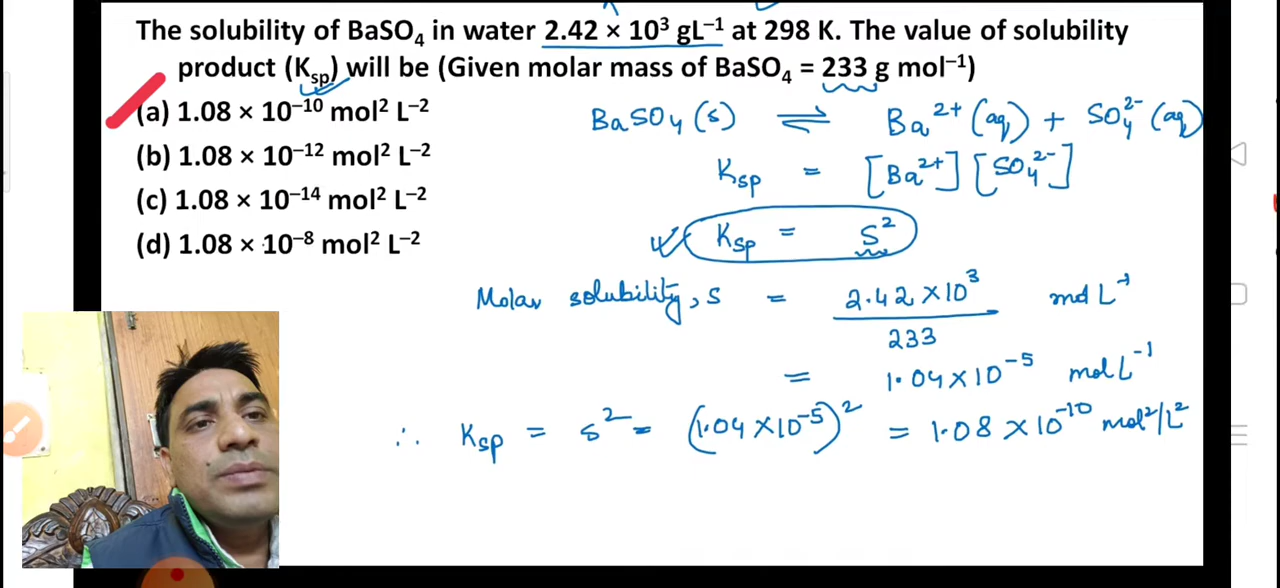 The solubility of BaSO₄ in water 2.42 × 10³ gL⁻¹ at 298 K. The value of solubility
product (Kₛₚ) will be (Given molar mass of BaSO₄ = 233 g mol⁻¹)
(a) 1.08 × 10⁻¹⁰ mol² L⁻²
(b) 1.08 × 10⁻¹² mol² L⁻²
(c) 1.08 × 10⁻¹⁴ mol² L⁻²
(d) 1.08 × 10⁻⁸ mol² L⁻²
BaSO₄ (s) ⇌ Ba²⁺ (aq) + SO₄²⁻ (aq)
Ksp = [Ba²⁺] [SO₄²⁻]
Ksp = S²
Molar solubility, s = 2.42 × 10³ / 233 mol L⁻¹
= 1.04 × 10⁻⁵ mol L⁻¹
∴ Ksp = s² = (1.04 × 10⁻⁵)² = 1.08 × 10⁻¹⁰ mol²/L²